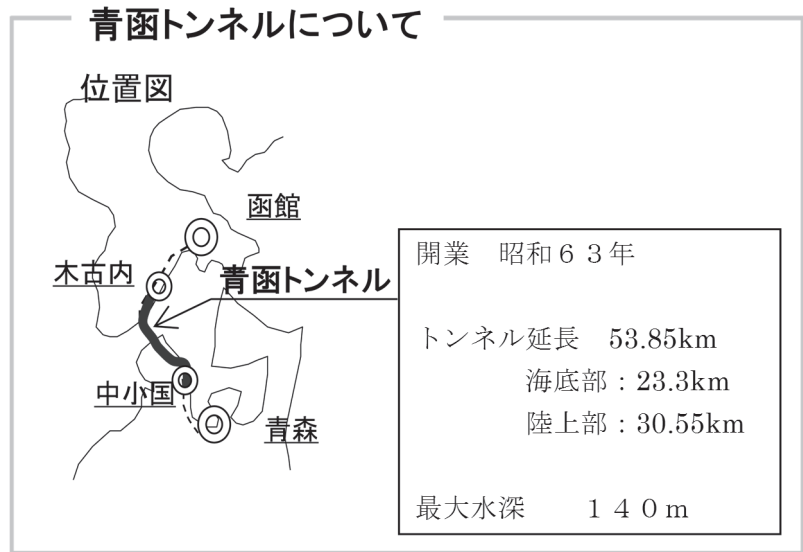 青函トンネルについて
位置図
函館
木古内
青函トンネル
中小国
青森
開業　昭和６３年
トンネル延長　53.85km
海底部：23.3km
陸上部：30.55km
最大水深　　１４０ｍ